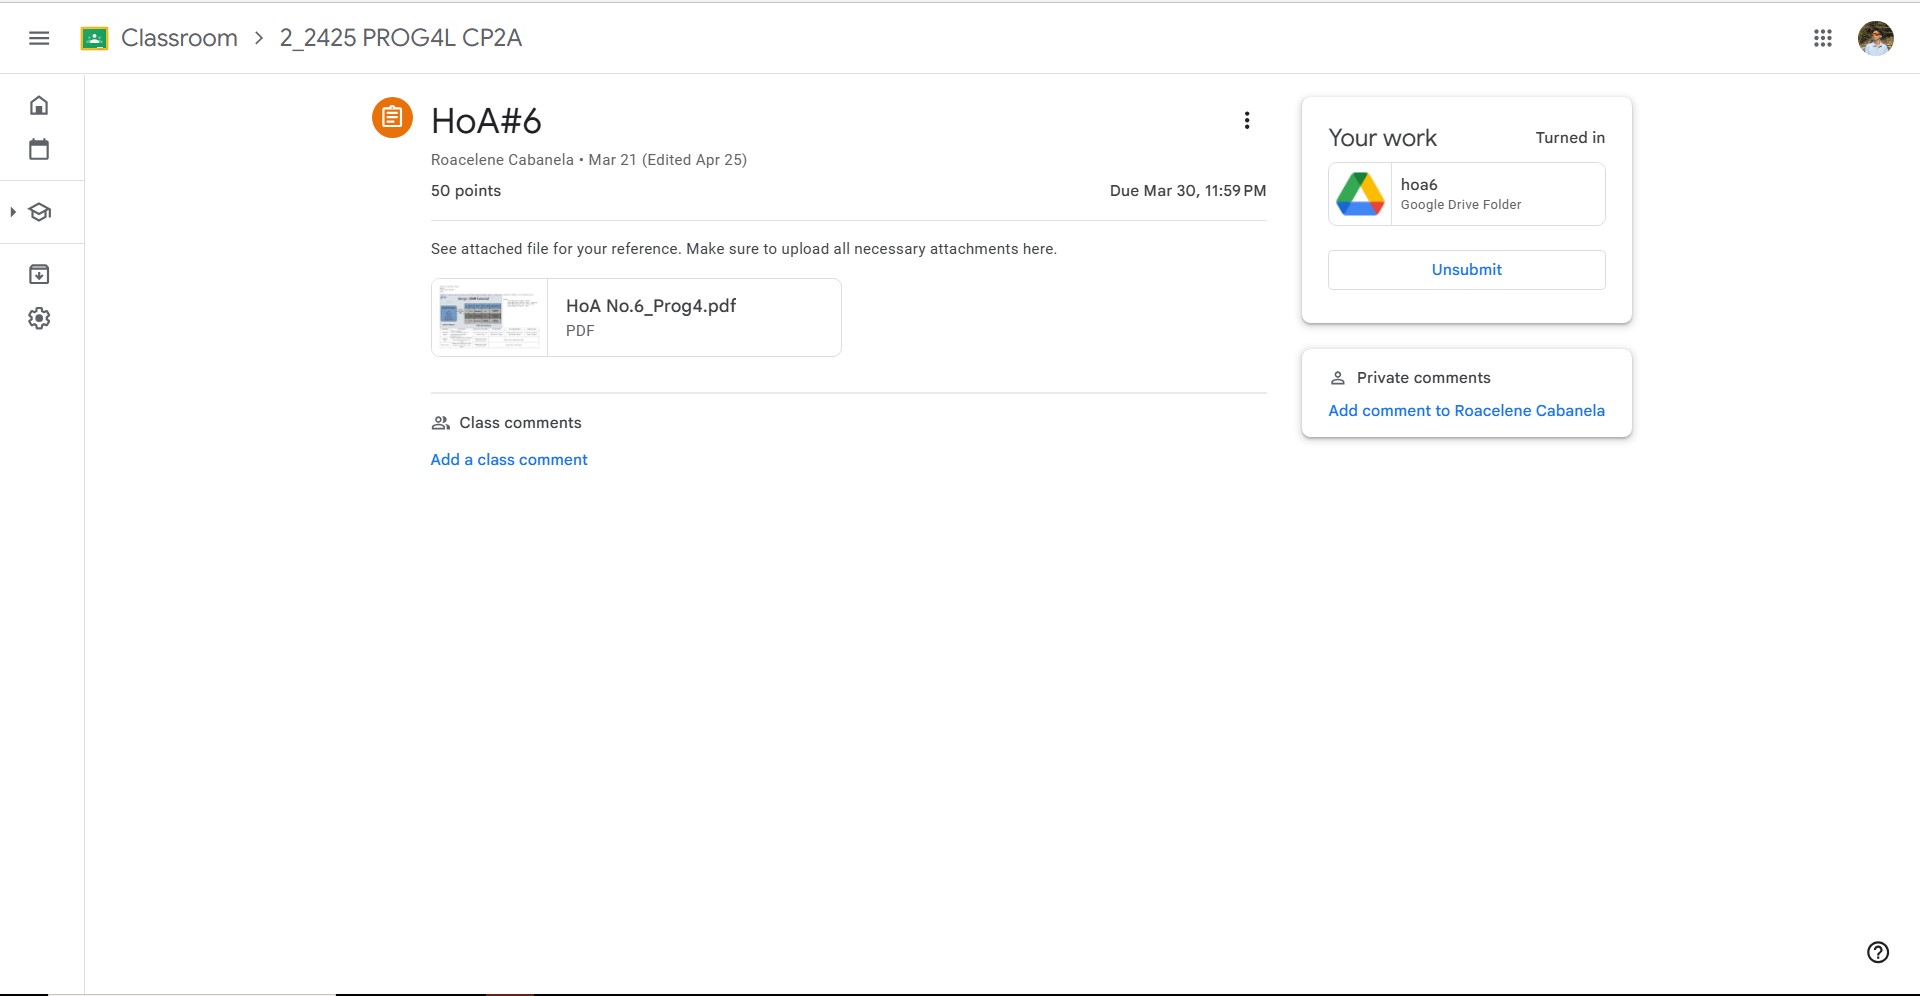 Classroom > 2_2425 PROG4L CP2A
HoA#6
Roacelene Cabanela • Mar 21 (Edited Apr 25)
50 points
Due Mar 30, 11:59 PM
See attached file for your reference. Make sure to upload all necessary attachments here.
HoA No.6_Prog4.pdf
PDF
Class comments
Add a class comment
Your work
Turned in
hoa6
Google Drive Folder
Unsubmit
Private comments
Add comment to Roacelene Cabanela